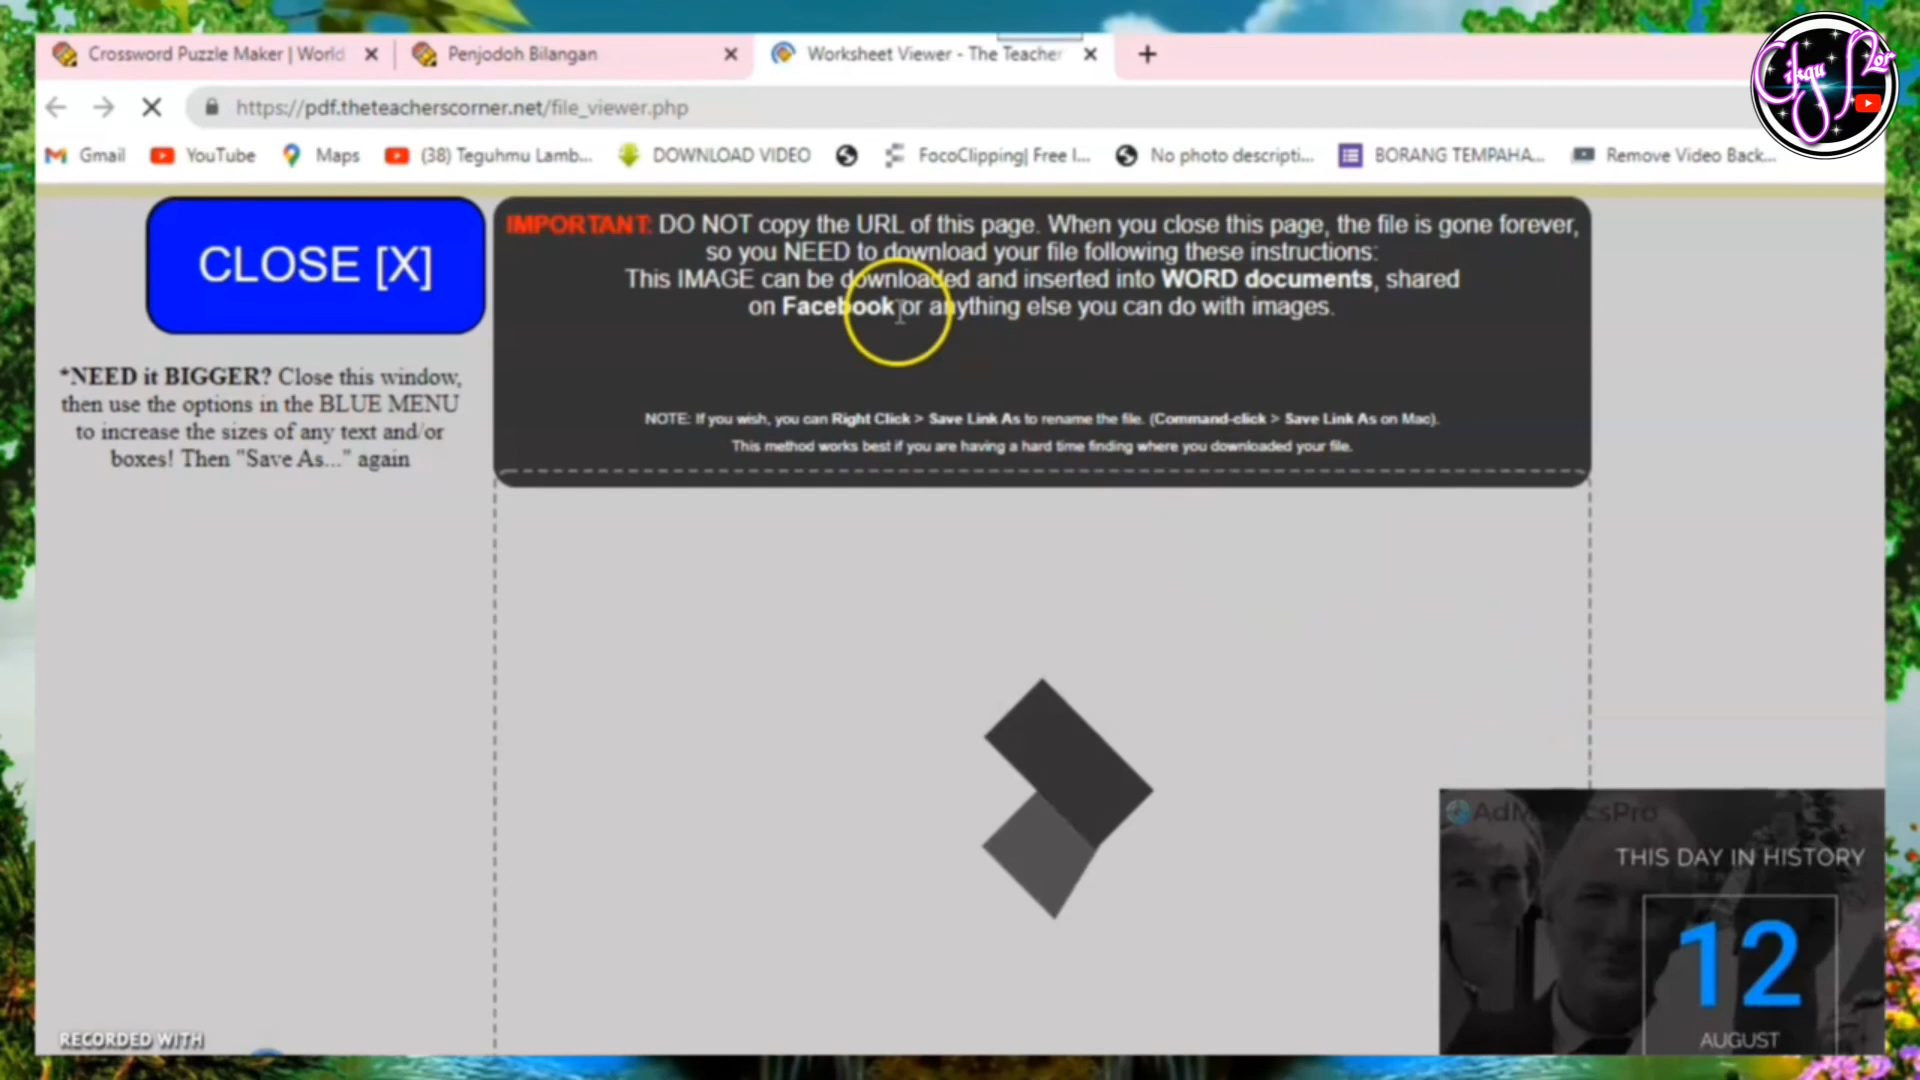 Crossword Puzzle Maker | World
Penjodoh Bilangan
Worksheet Viewer - The Teacher
Cikgu Nor
https://pdf.theteacherscorner.net/file_viewer.php
Gmail
YouTube
Maps
(38) Teguhmu Lamb...
DOWNLOAD VIDEO
FocoClipping| Free I...
No photo descripti...
BORANG TEMPAHA...
Remove Video Back...
CLOSE [X]
IMPORTANT: DO NOT copy the URL of this page. When you close this page, the file is gone forever,
so you NEED to download your file following these instructions:
This IMAGE can be downloaded and inserted into WORD documents, shared
on Facebook or anything else you can do with images.
NOTE: If you wish, you can Right Click > Save Link As to rename the file. (Command-click > Save Link As on Mac).
This method works best if you are having a hard time finding where you downloaded your file.
*NEED it BIGGER? Close this window,
then use the options in the BLUE MENU
to increase the sizes of any text and/or
boxes! Then "Save As..." again
THIS DAY IN HISTORY
12
AUGUST
RECORDED WITH